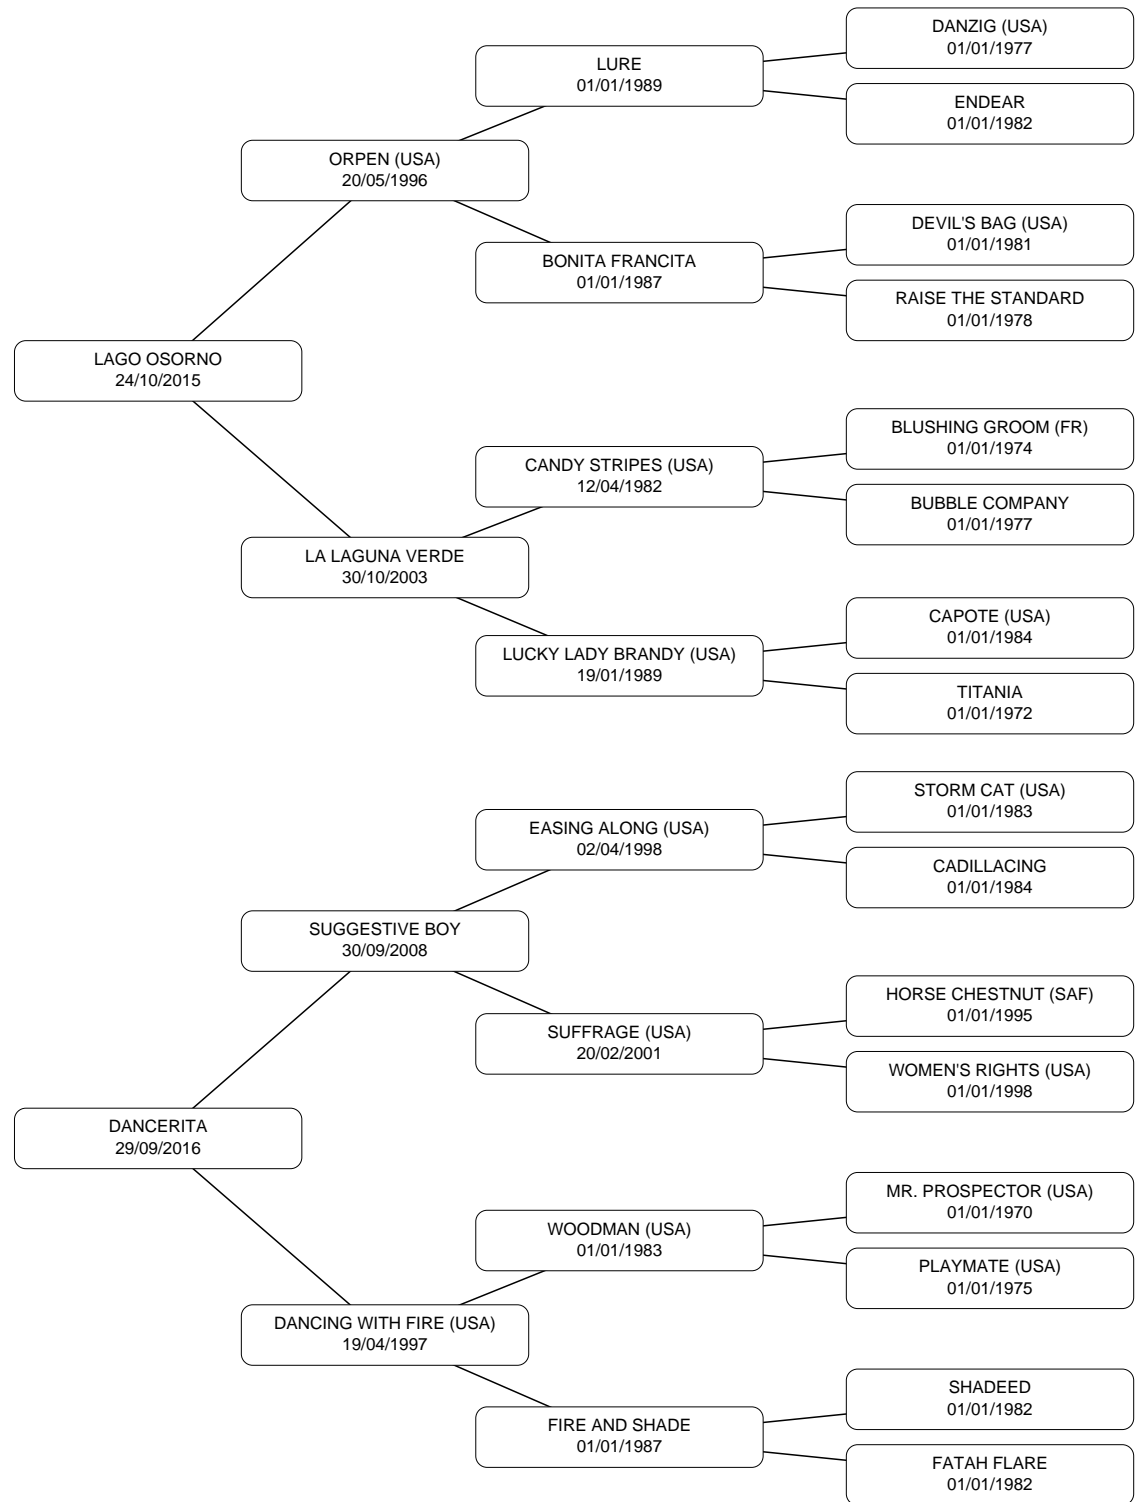 DANZIG (USA)
01/01/1977
LURE
01/01/1989
ENDEAR
01/01/1982
ORPEN (USA)
20/05/1996
DEVIL'S BAG (USA)
01/01/1981
BONITA FRANCITA
01/01/1987
RAISE THE STANDARD
01/01/1978
LAGO OSORNO
24/10/2015
BLUSHING GROOM (FR)
01/01/1974
CANDY STRIPES (USA)
12/04/1982
BUBBLE COMPANY
01/01/1977
LA LAGUNA VERDE
30/10/2003
CAPOTE (USA)
01/01/1984
LUCKY LADY BRANDY (USA)
19/01/1989
TITANIA
01/01/1972
STORM CAT (USA)
01/01/1983
EASING ALONG (USA)
02/04/1998
CADILLACING
01/01/1984
SUGGESTIVE BOY
30/09/2008
HORSE CHESTNUT (SAF)
01/01/1995
SUFFRAGE (USA)
20/02/2001
WOMEN'S RIGHTS (USA)
01/01/1998
DANCERITA
29/09/2016
MR. PROSPECTOR (USA)
01/01/1970
WOODMAN (USA)
01/01/1983
PLAYMATE (USA)
01/01/1975
DANCING WITH FIRE (USA)
19/04/1997
SHADEED
01/01/1982
FIRE AND SHADE
01/01/1987
FATAH FLARE
01/01/1982